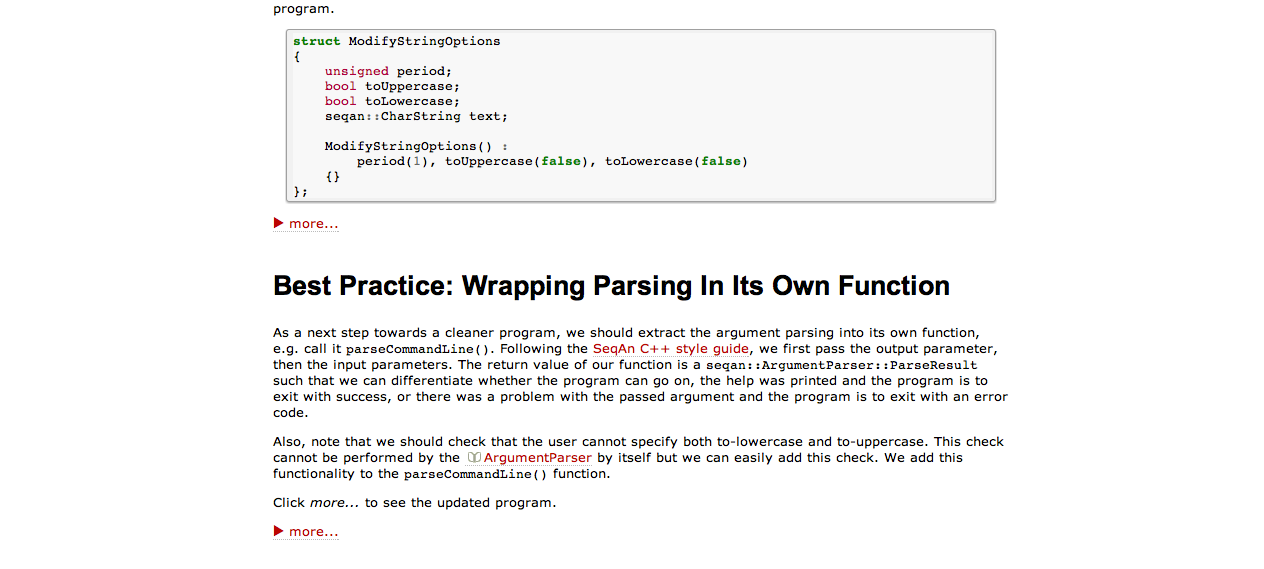 program.
struct ModifyStringOptions
{
    unsigned period;
    bool toUppercase;
    bool toLowercase;
    seqan::CharString text;

    ModifyStringOptions() :
        period(1), toUppercase(false), toLowercase(false)
    {}
};
▶ more...
Best Practice: Wrapping Parsing In Its Own Function
As a next step towards a cleaner program, we should extract the argument parsing into its own function,
e.g. call it parseCommandLine(). Following the SeqAn C++ style guide, we first pass the output parameter,
then the input parameters. The return value of our function is a seqan::ArgumentParser::ParseResult
such that we can differentiate whether the program can go on, the help was printed and the program is to
exit with success, or there was a problem with the passed argument and the program is to exit with an error
code.
Also, note that we should check that the user cannot specify both to-lowercase and to-uppercase. This check
cannot be performed by the ArgumentParser by itself but we can easily add this check. We add this
functionality to the parseCommandLine() function.
Click more... to see the updated program.
▶ more...